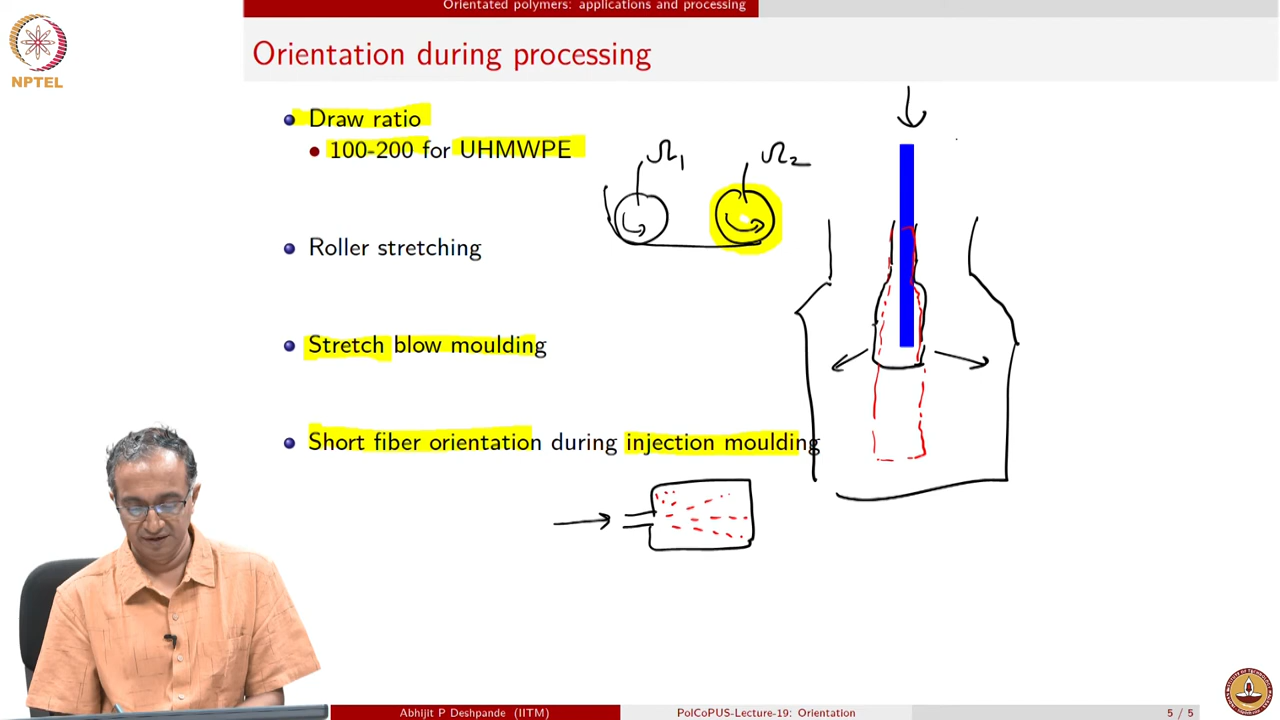 Orientated polymers: applications and processing
NPTEL
Orientation during processing
Draw ratio
100-200 for UHMWPE
Ω1
Ω2
Roller stretching
Stretch blow moulding
Short fiber orientation during injection moulding
Abhijit P Deshpande (IITM)
PolCoPUS-Lecture-19: Orientation
5 / 5